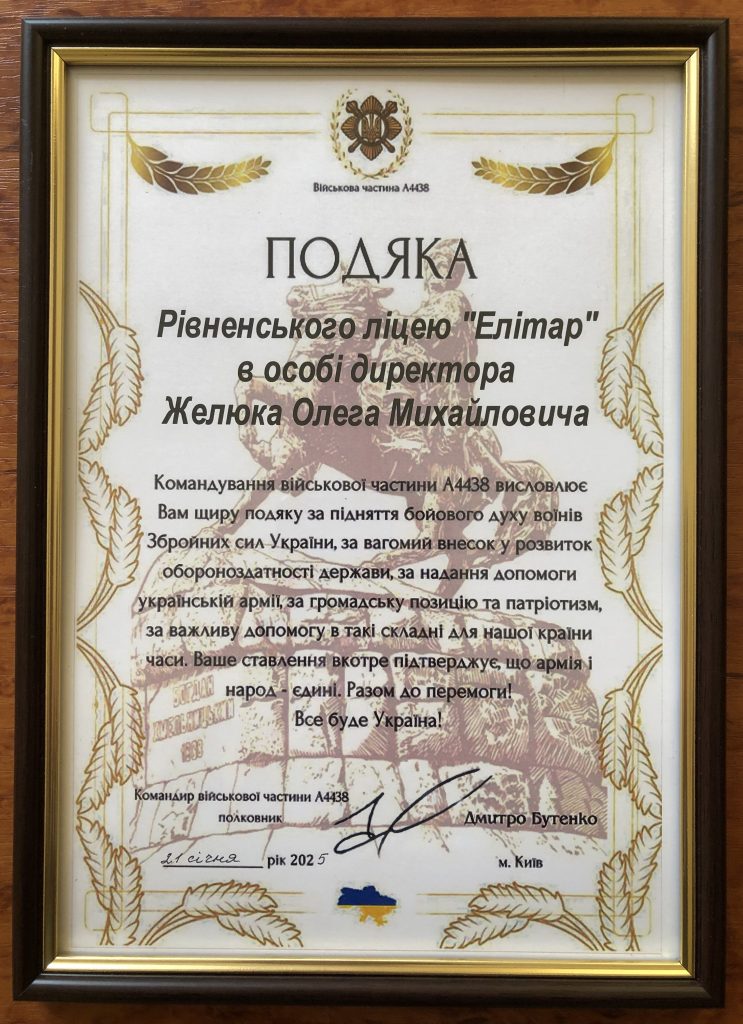 Військова частина А4438
ПОДЯКА
Рівненського ліцею "Елітар"
в особі директора
Желюка Олега Михайловича
Командування військової частини А4438 висловлює
Вам щиру подяку за підняття бойового духу воїнів
Збройних сил України, за вагомий внесок у розвиток
обороноздатності держави, за надання допомоги
українській армії, за громадську позицію та патріотизм,
за важливу допомогу в такі складні для нашої країни
часи. Ваше ставлення вкотре підтверджує, що армія і
народ - єдині. Разом до перемоги!
Все буде Україна!
БОГДАН
ХМЕЛЬНИЦЬКИЙ
1888
Командир військової частини А4438
полковник Дмитро Бутенко
21 січня рік 2025 м. Київ